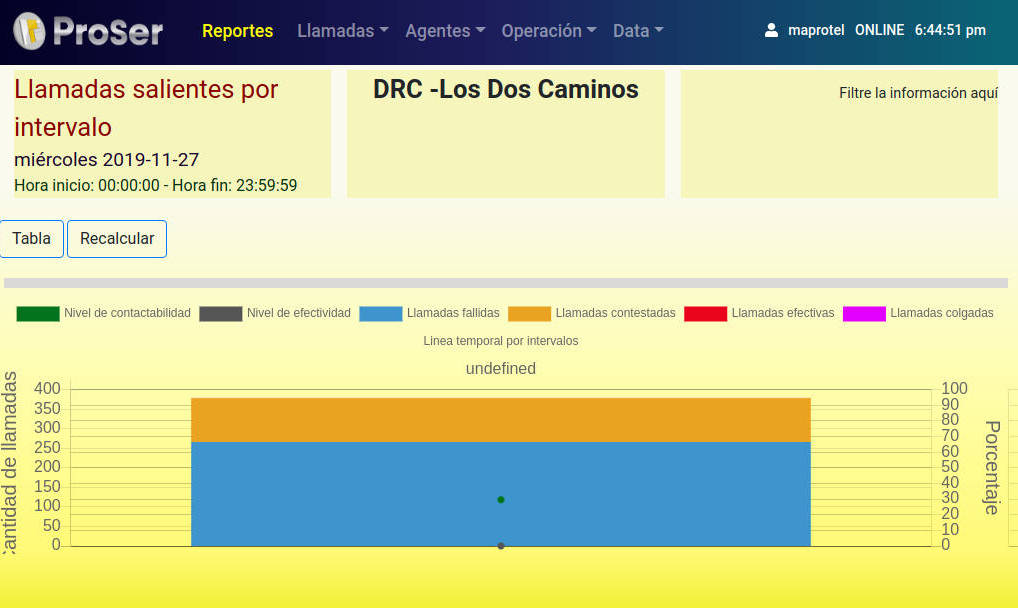 ProSer Reportes Llamadas Agentes Operación Data maprotel ONLINE 6:44:51 pm
Llamadas salientes por
intervalo
miércoles 2019-11-27
Hora inicio: 00:00:00 - Hora fin: 23:59:59
DRC -Los Dos Caminos
Filtre la información aquí
Tabla Recalcular
Nivel de contactabilidad Nivel de efectividad Llamadas fallidas Llamadas contestadas Llamadas efectivas Llamadas colgadas
Linea temporal por intervalos
undefined
Cantidad de llamadas
400
350
300
250
200
150
100
50
0
100
90
80
70
60
50
40
30
20
10
0
Porcentaje